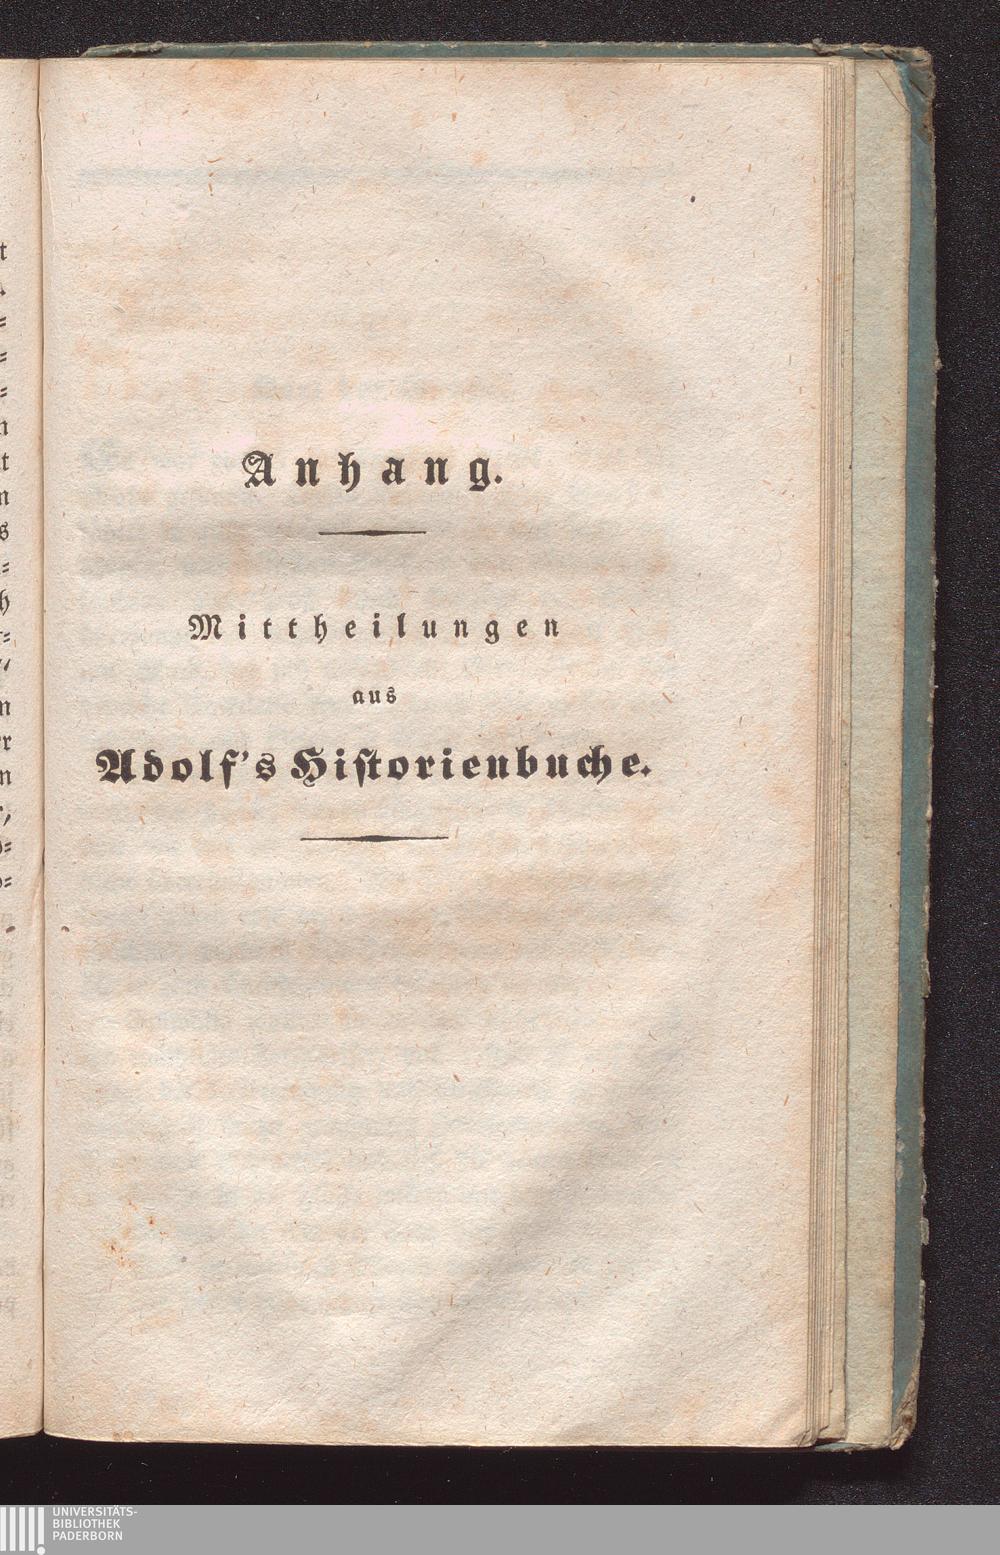 Anhang.
Mittheilungen
aus
Adolf's Hiſtorienbuche.
UNIVERSITÄTS-
BIBLIOTHEK
PADERBORN